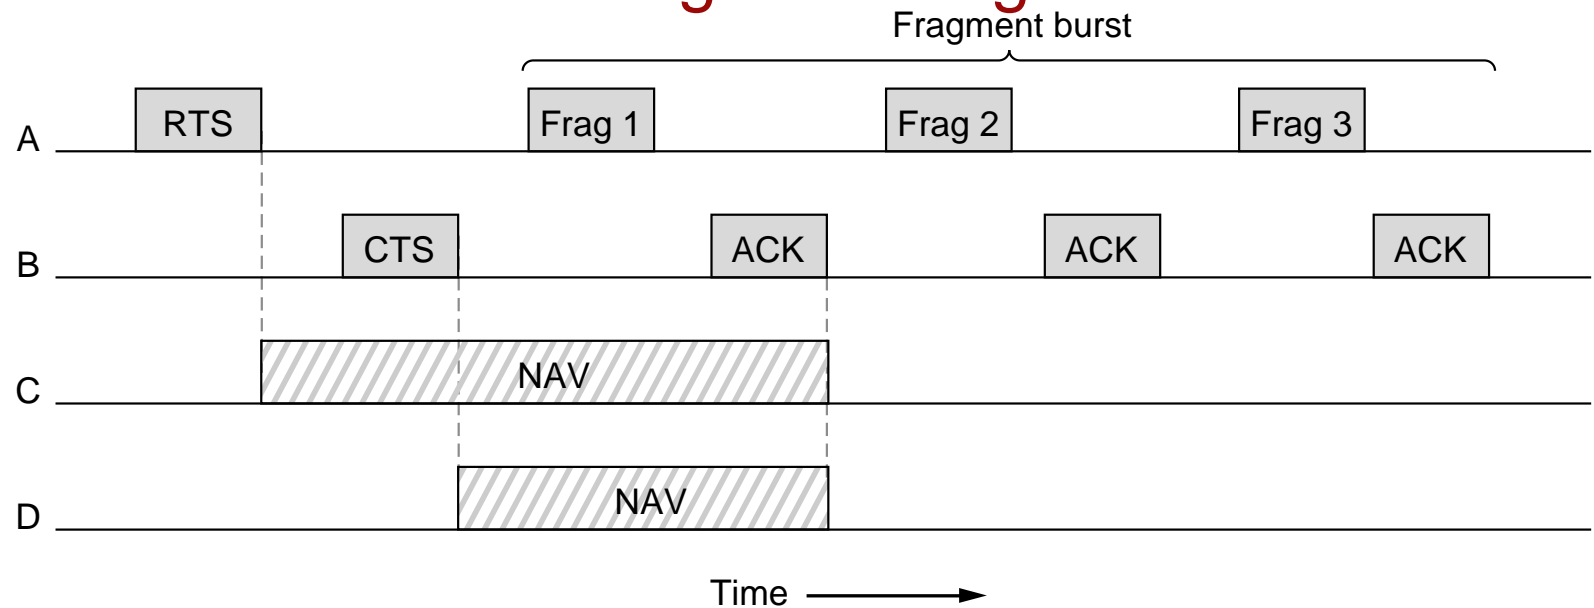 Fragment burst
RTS Frag 1 Frag 2 Frag 3
A
CTS ACK ACK ACK
B
NAV
C
NAV
D
Time